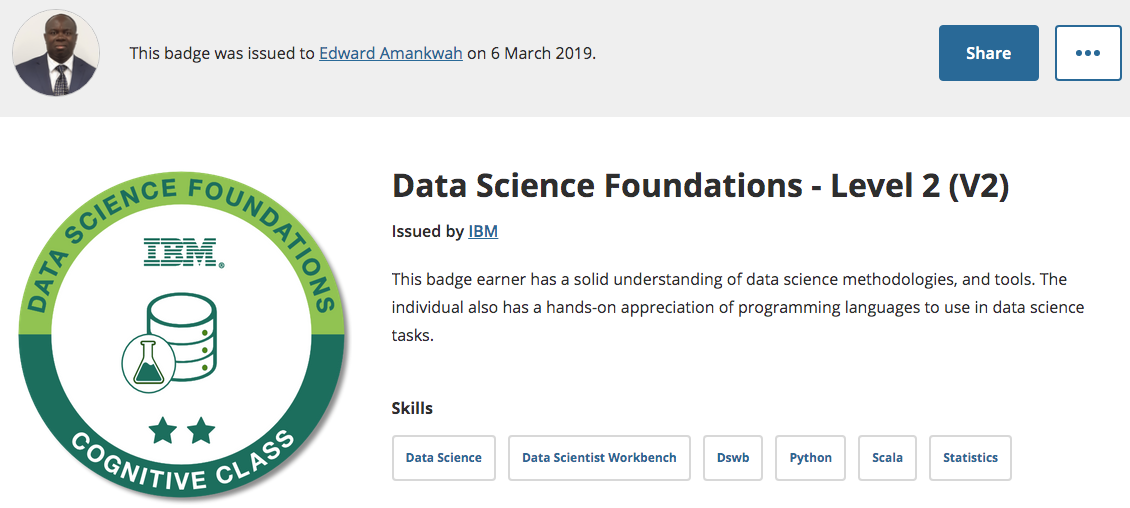 This badge was issued to Edward Amankwah on 6 March 2019.
Share
Data Science Foundations - Level 2 (V2)
Issued by IBM
This badge earner has a solid understanding of data science methodologies, and tools. The
individual also has a hands-on appreciation of programming languages to use in data science
tasks.
Skills
Data Science
Data Scientist Workbench
Dswb
Python
Scala
Statistics
DATA SCIENCE FOUNDATIONS
IBM®
COGNITIVE CLASS